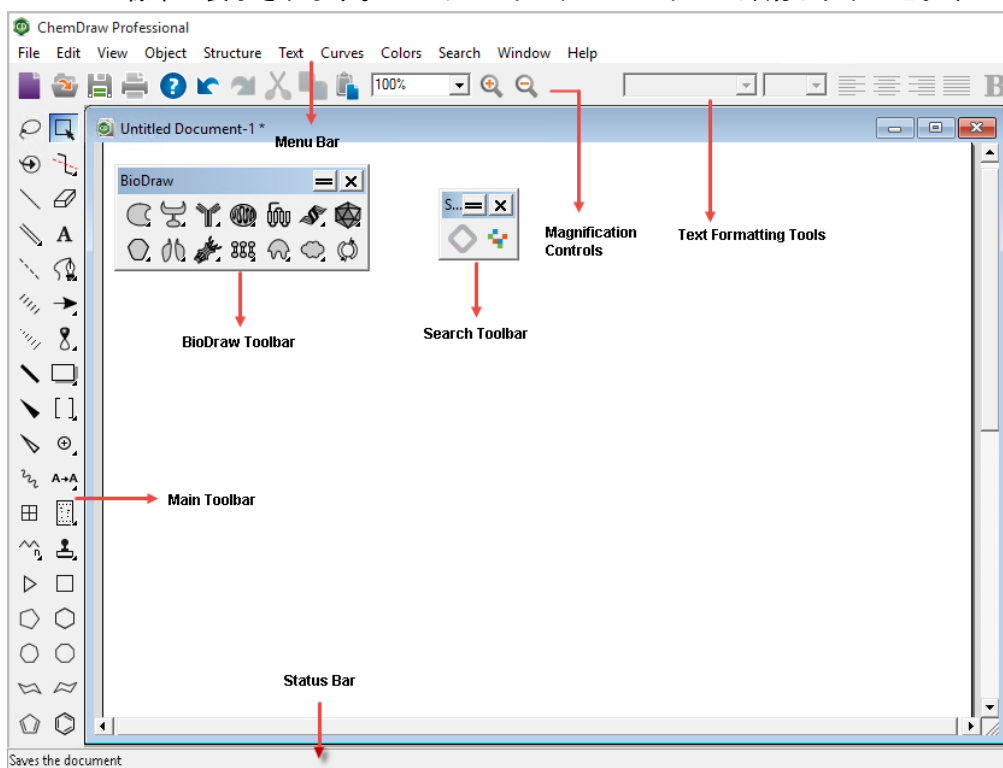 ChemDraw Professional
File Edit View Object Structure Text Curves Colors Search Window Help
100%
B
Untitled Document-1 *
Menu Bar
BioDraw
S...
Magnification
Controls
Text Formatting Tools
BioDraw Toolbar
Search Toolbar
A
A→A
Main Toolbar
n
Status Bar
Saves the document